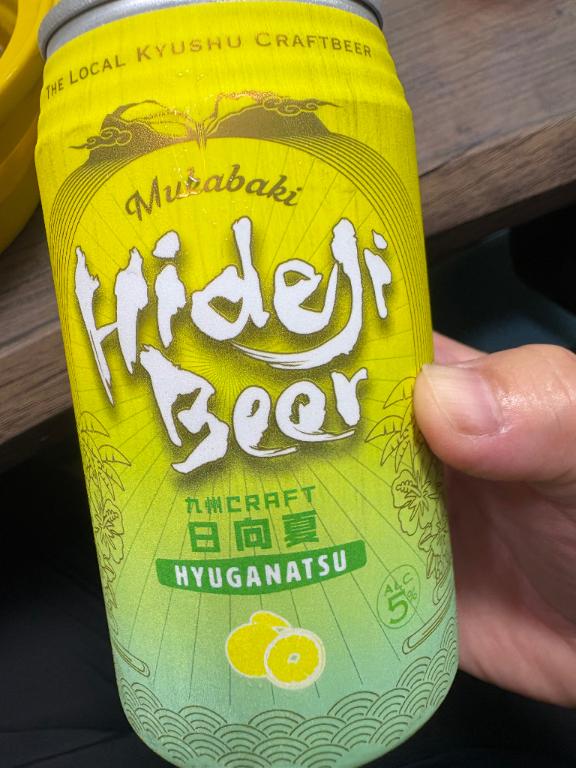 THE LOCAL KYUSHU CRAFTBEER
Mukabaki
Hideji
Beer
九州CRAFT
日向夏
HYUGANATSU
ALC
5%